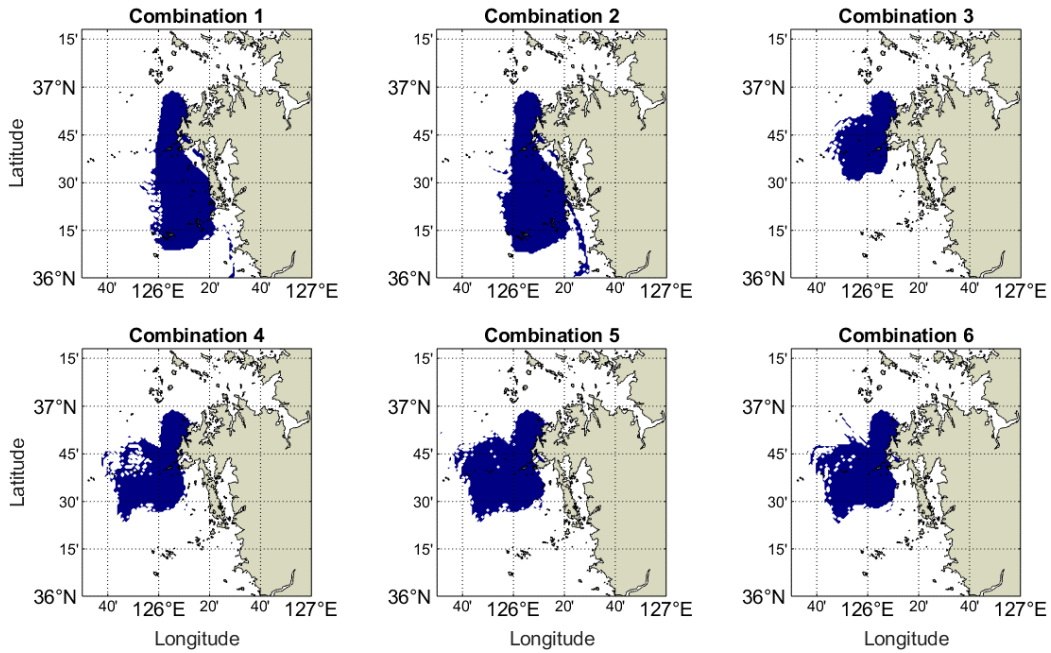 Combination 1 Combination 2 Combination 3
15' 15' 15'
37°N 37°N 37°N
Latitude
45' 45' 45'
30' 30' 30'
15' 15' 15'
36°N 36°N 36°N
40' 126°E 20' 40' 127°E 40' 126°E 20' 40' 127°E 40' 126°E 20' 40' 127°E
Combination 4 Combination 5 Combination 6
15' 15' 15'
37°N 37°N 37°N
Latitude
45' 45' 45'
30' 30' 30'
15' 15' 15'
36°N 36°N 36°N
40' 126°E 20' 40' 127°E 40' 126°E 20' 40' 127°E 40' 126°E 20' 40' 127°E
Longitude Longitude Longitude